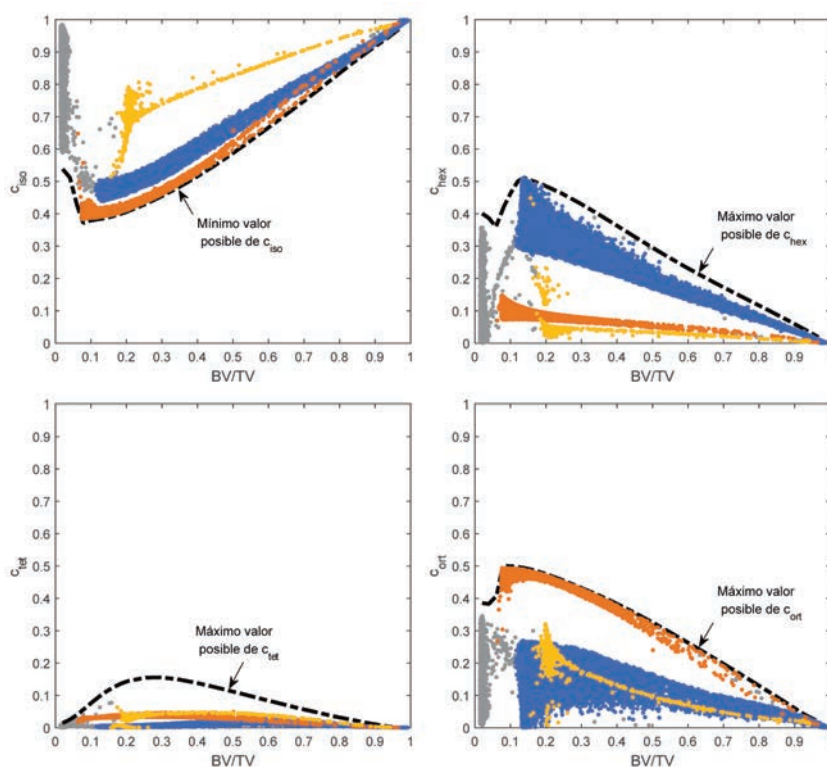 1
0.9
0.8
0.7
0.6
0.5
0.4
0.3
0.2
0.1
0
c_iso
Mínimo valor
posible de c_iso
0 0.1 0.2 0.3 0.4 0.5 0.6 0.7 0.8 0.9 1
BV/TV
1
0.9
0.8
0.7
0.6
0.5
0.4
0.3
0.2
0.1
0
c_hex
Máximo valor
posible de c_hex
0 0.1 0.2 0.3 0.4 0.5 0.6 0.7 0.8 0.9 1
BV/TV
1
0.9
0.8
0.7
0.6
0.5
0.4
0.3
0.2
0.1
0
c_tet
Máximo valor
posible de c_tet
0 0.1 0.2 0.3 0.4 0.5 0.6 0.7 0.8 0.9 1
BV/TV
1
0.9
0.8
0.7
0.6
0.5
0.4
0.3
0.2
0.1
0
c_ort
Máximo valor
posible de c_ort
0 0.1 0.2 0.3 0.4 0.5 0.6 0.7 0.8 0.9
BV/TV